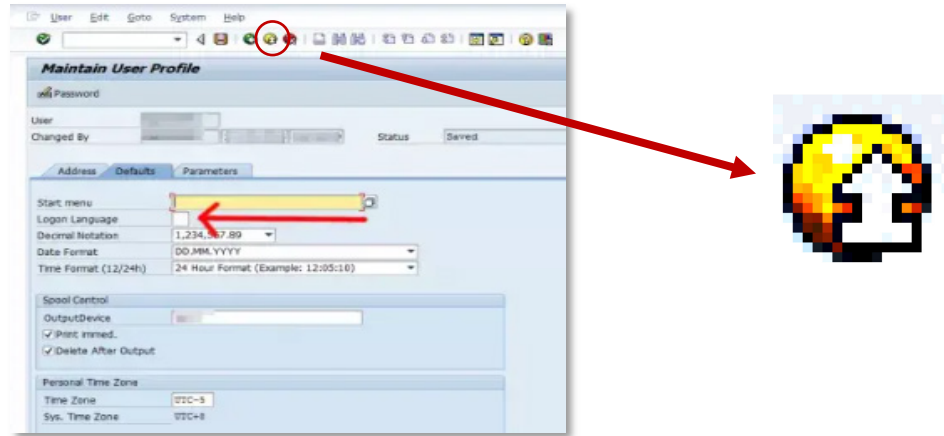 User Edit Goto System Help
Maintain User Profile
Password
User
Changed By Status Saved
Address Defaults Parameters
Start menu
Logon Language
Decimal Notation 1,234,567.89
Date Format DD.MM.YYYY
Time Format (12/24h) 24 Hour Format (Example: 12:05:10)
Spool Control
OutputDevice
Print immed.
Delete After Output
Personal Time Zone
Time Zone UTC-5
Sys. Time Zone